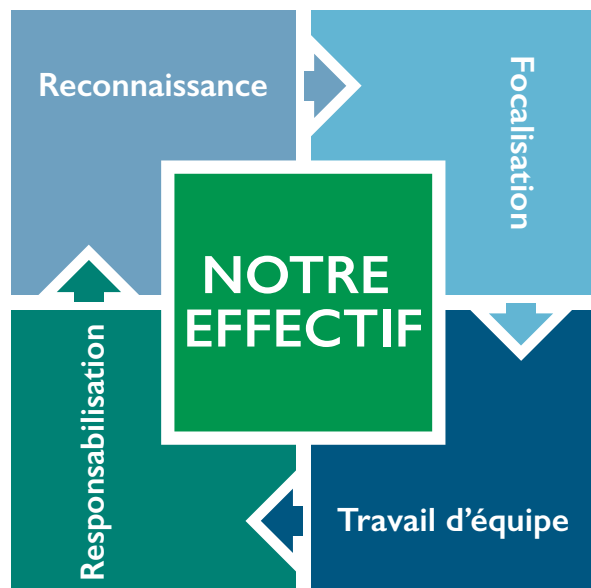 Reconnaissance
Focalisation
NOTRE
EFFECTIF
Responsabilisation
Travail d'équipe